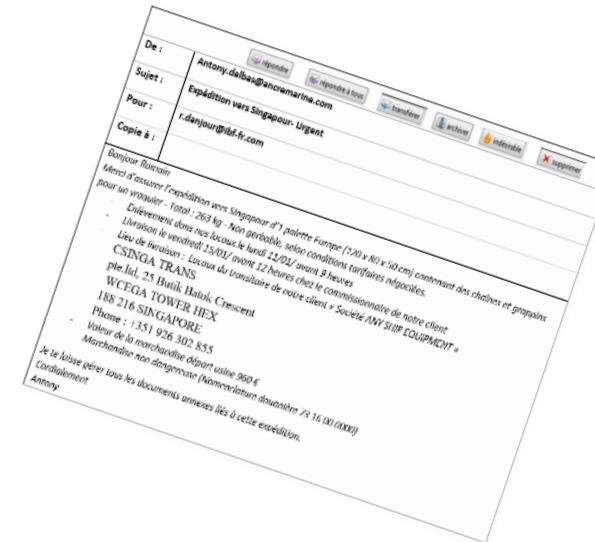 répondre
répondre à tous
transférer
archiver
indésirable
supprimer
De :
Antony.dalbas@ancremarine.com
Sujet :
Expédition vers Singapour- Urgent
Pour :
r.danjour@ibf-fr.com
Copie à :
Bonjour Romain
Merci d'assurer l'expédition vers Singapour d'1 palette Europe (120 x 80 x 50 cm) contenant des chaînes et grappins
pour un vraquier - Total : 263 kg - Non gerbable, selon conditions tarifaires négociées.
- Enlèvement dans nos locaux le lundi 11/01/ avant 9 heures
- Livraison le vendredi 15/01/ avant 12 heures chez le commissionnaire de notre client
Lieu de livraison : Locaux du transitaire de notre client « Société ANY SHIP EQUIPMENT »
CSINGA TRANS
pte.ltd, 25 Butik Batok Crescent
WCEGA TOWER HEX
188 216 SINGAPORE
Phone : +351 926 302 855
- Valeur de la marchandise départ usine 960 €
- Marchandise non dangereuse (Nomenclature douanière 73 16 00 0000)
Je te laisse gérer tous les documents annexes liés à cette expédition.
Cordialement
Antony